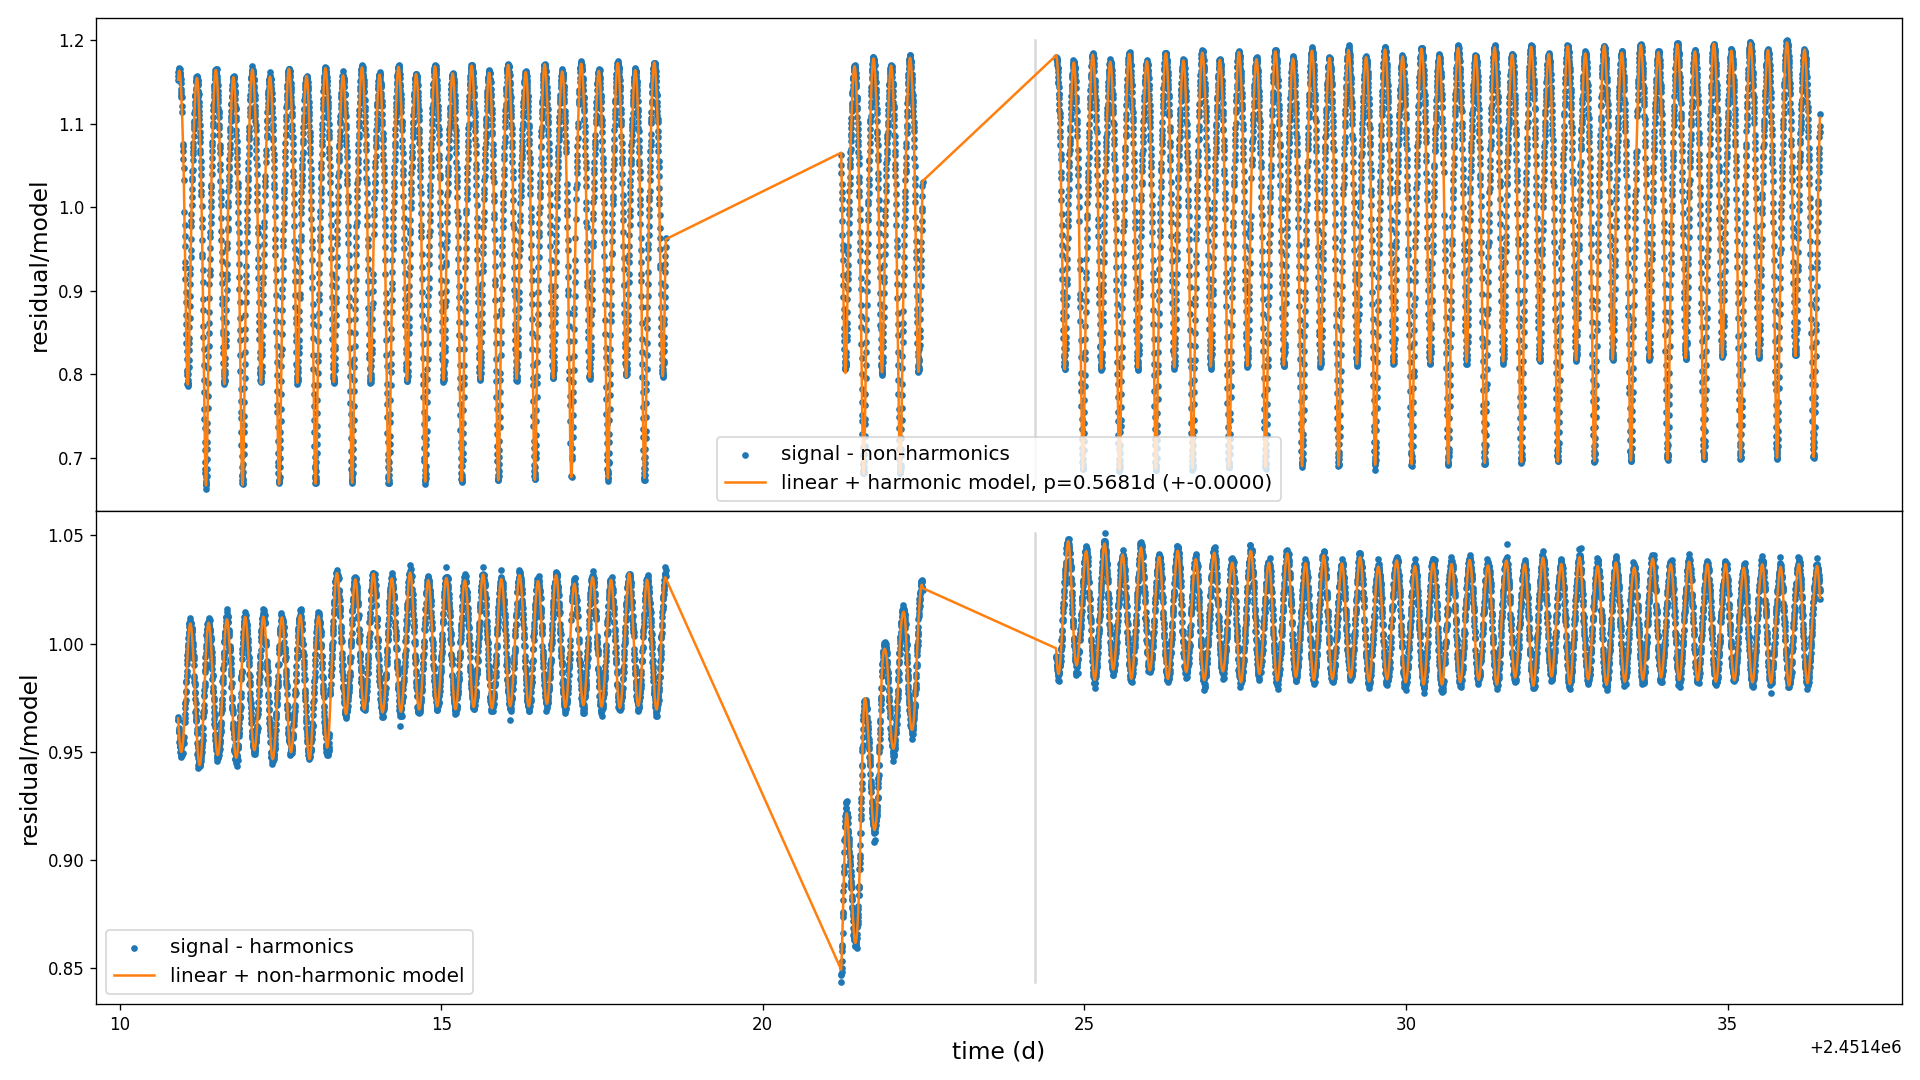 1.2
1.1
1.0
0.9
0.8
0.7
residual/model
signal - non-harmonics
linear + harmonic model, p=0.5681d (+-0.0000)
1.05
1.00
0.95
0.90
0.85
residual/model
signal - harmonics
linear + non-harmonic model
10
15
20
25
30
35
time (d)
+2.4514e6